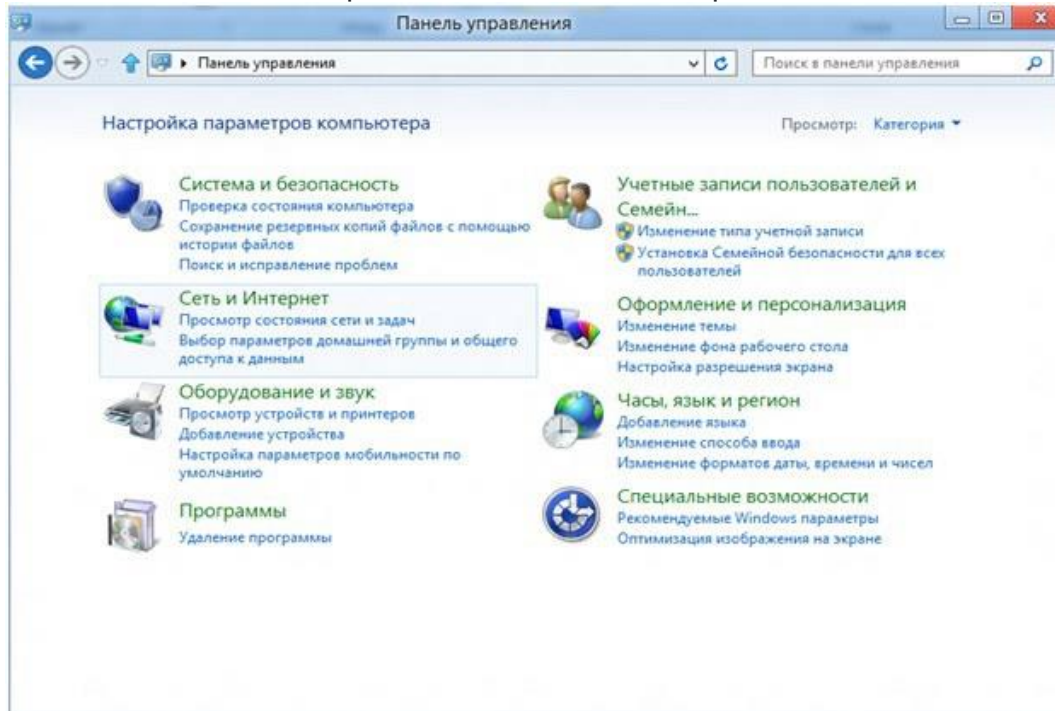 Панель управления
Панель управления
Поиск в панели управления
Настройка параметров компьютера
Просмотр: Категория
Система и безопасность
Проверка состояния компьютера
Сохранение резервных копий файлов с помощью
истории файлов
Поиск и исправление проблем
Сеть и Интернет
Просмотр состояния сети и задач
Выбор параметров домашней группы и общего
доступа к данным
Оборудование и звук
Просмотр устройств и принтеров
Добавление устройства
Настройка параметров мобильности по
умолчанию
Программы
Удаление программы
Учетные записи пользователей и
Семейн...
Изменение типа учетной записи
Установка Семейной безопасности для всех
пользователей
Оформление и персонализация
Изменение темы
Изменение фона рабочего стола
Настройка разрешения экрана
Часы, язык и регион
Добавление языка
Изменение способа ввода
Изменение форматов даты, времени и чисел
Специальные возможности
Рекомендуемые Windows параметры
Оптимизация изображения на экране